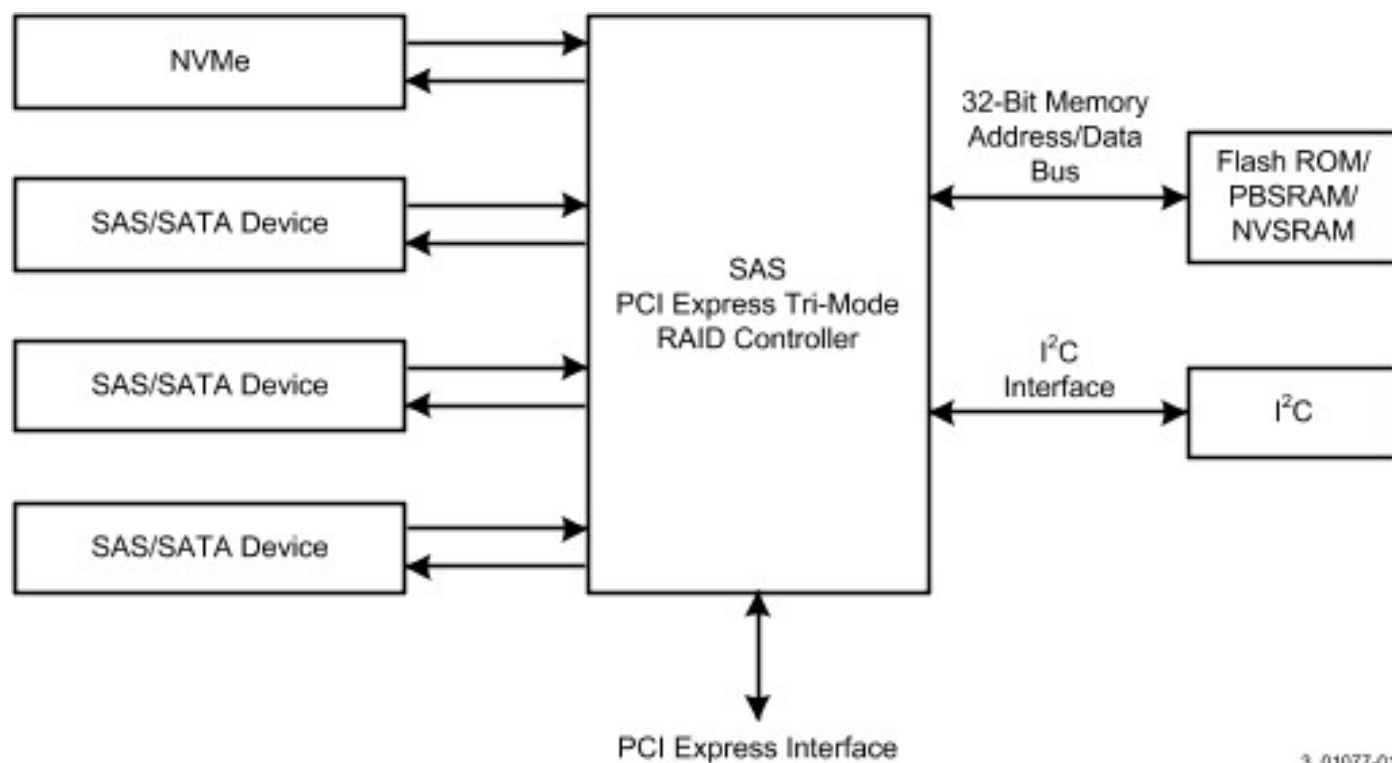 NVMe
SAS/SATA Device
SAS/SATA Device
SAS/SATA Device
SAS
PCI Express Tri-Mode
RAID Controller
32-Bit Memory
Address/Data
Bus
Flash ROM/
PBSRAM/
NVSRAM
I²C
Interface
I²C
PCI Express Interface